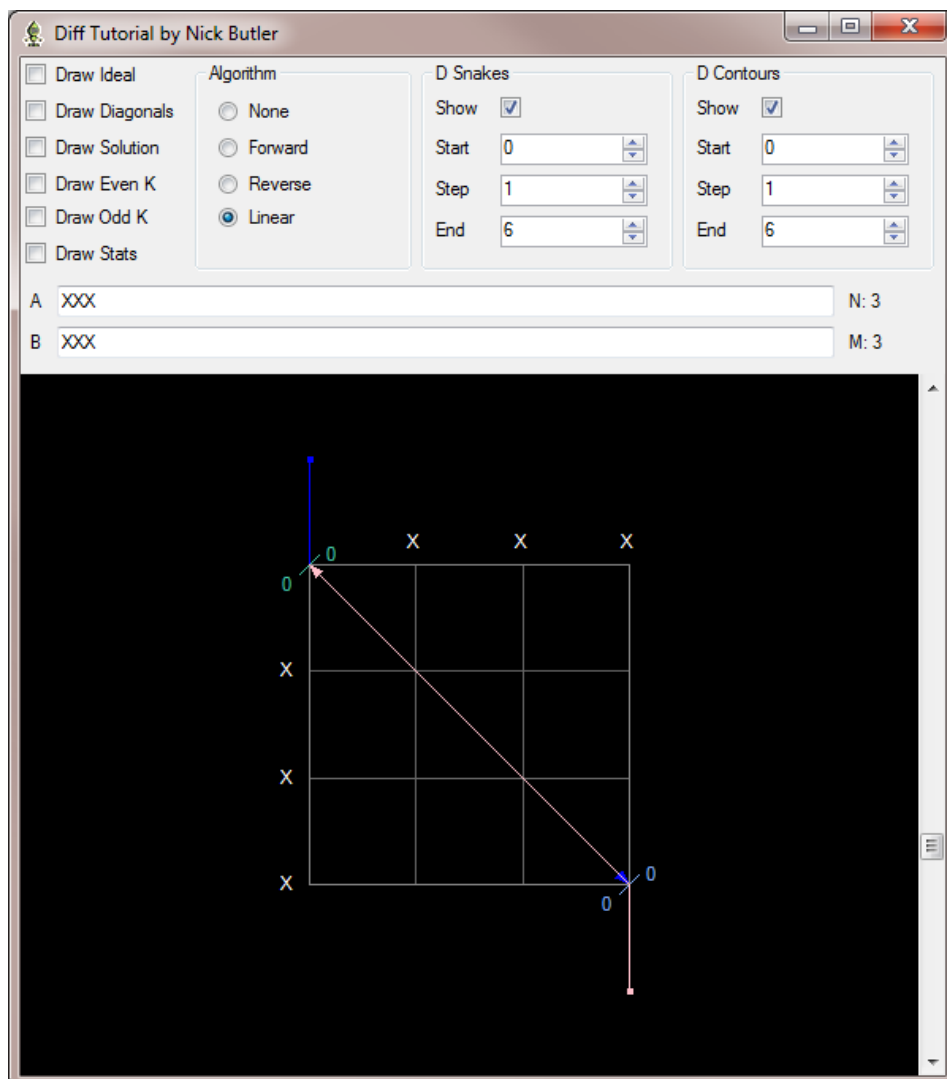 Diff Tutorial by Nick Butler
Draw Ideal
Draw Diagonals
Draw Solution
Draw Even K
Draw Odd K
Draw Stats
Algorithm
None
Forward
Reverse
Linear
D Snakes
Show
Start 0
Step 1
End 6
D Contours
Show
Start 0
Step 1
End 6
A XXX N: 3
B XXX M: 3
X X X
0
0
X
X
X
0
0